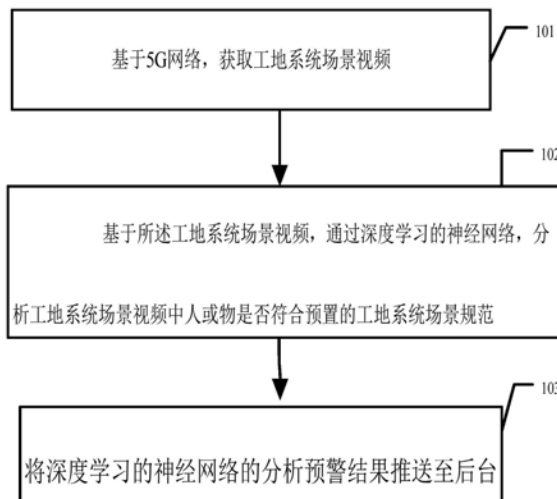 101
基于5G网络，获取工地系统场景视频
102
基于所述工地系统场景视频，通过深度学习的神经网络，分
析工地系统场景视频中人或物是否符合预置的工地系统场景规范
103
将深度学习的神经网络的分析预警结果推送至后台